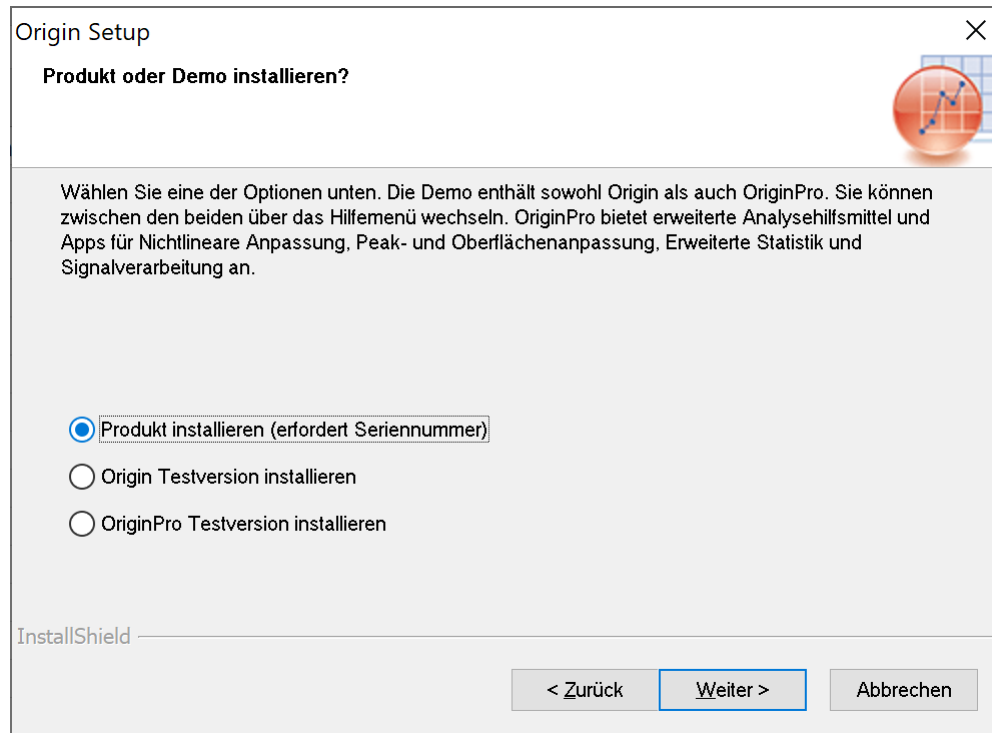 Origin Setup
Produkt oder Demo installieren?
Wählen Sie eine der Optionen unten. Die Demo enthält sowohl Origin als auch OriginPro. Sie können
zwischen den beiden über das Hilfemenü wechseln. OriginPro bietet erweiterte Analysehilfsmittel und
Apps für Nichtlineare Anpassung, Peak- und Oberflächenanpassung, Erweiterte Statistik und
Signalverarbeitung an.
Produkt installieren (erfordert Seriennummer)
Origin Testversion installieren
OriginPro Testversion installieren
InstallShield
< Zurück Weiter > Abbrechen